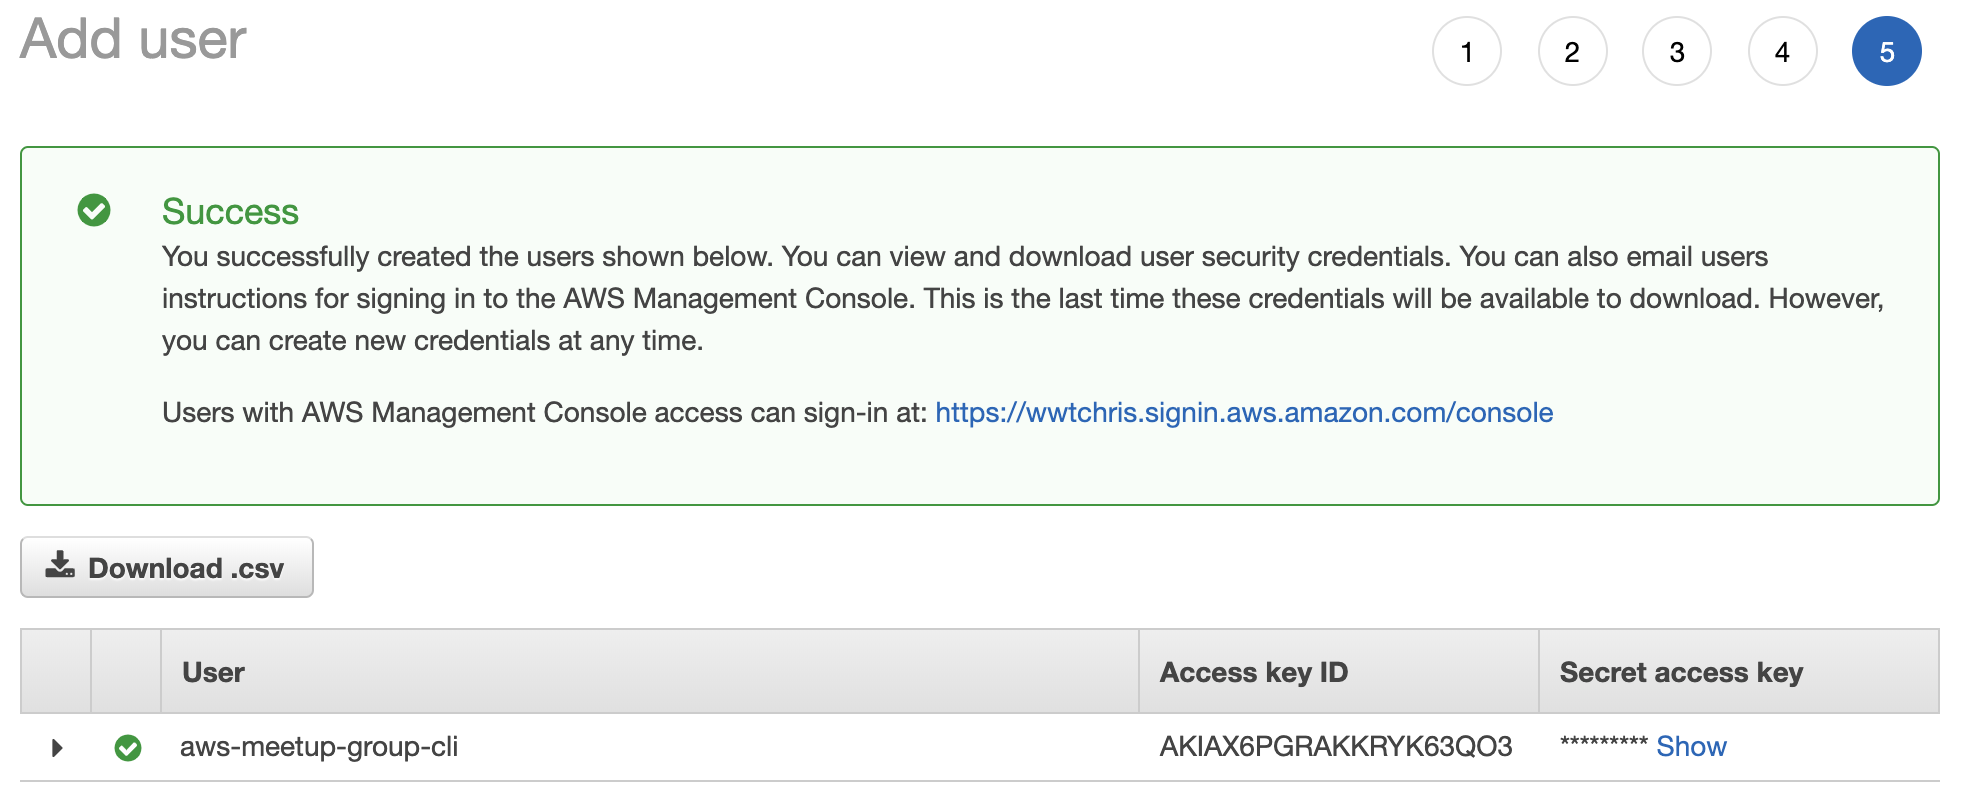 Add user
1 2 3 4 5
Success
You successfully created the users shown below. You can view and download user security credentials. You can also email users
instructions for signing in to the AWS Management Console. This is the last time these credentials will be available to download. However,
you can create new credentials at any time.
Users with AWS Management Console access can sign-in at: https://wwtchris.signin.aws.amazon.com/console
Download .csv
User Access key ID Secret access key
aws-meetup-group-cli AKIAX6PGRAKKRYK63QO3 ********* Show